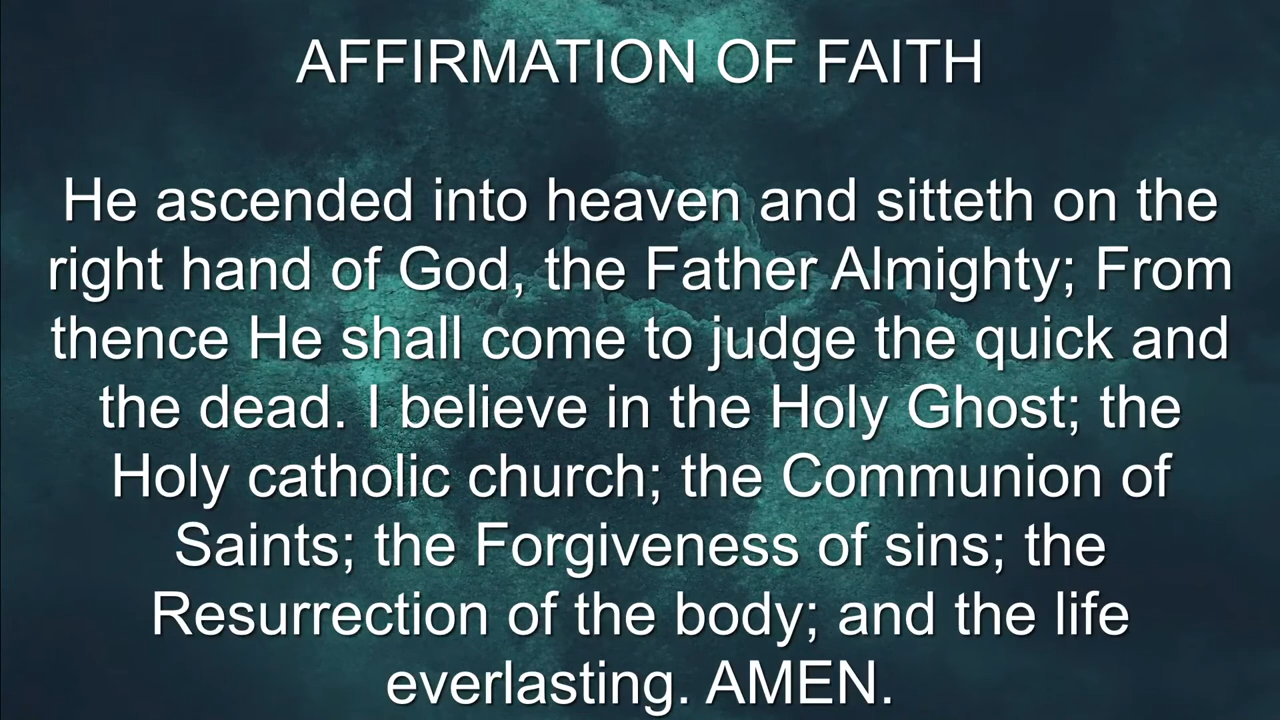 AFFIRMATION OF FAITH
He ascended into heaven and sitteth on the
right hand of God, the Father Almighty; From
thence He shall come to judge the quick and
the dead. I believe in the Holy Ghost; the
Holy catholic church; the Communion of
Saints; the Forgiveness of sins; the
Resurrection of the body; and the life
everlasting. AMEN.